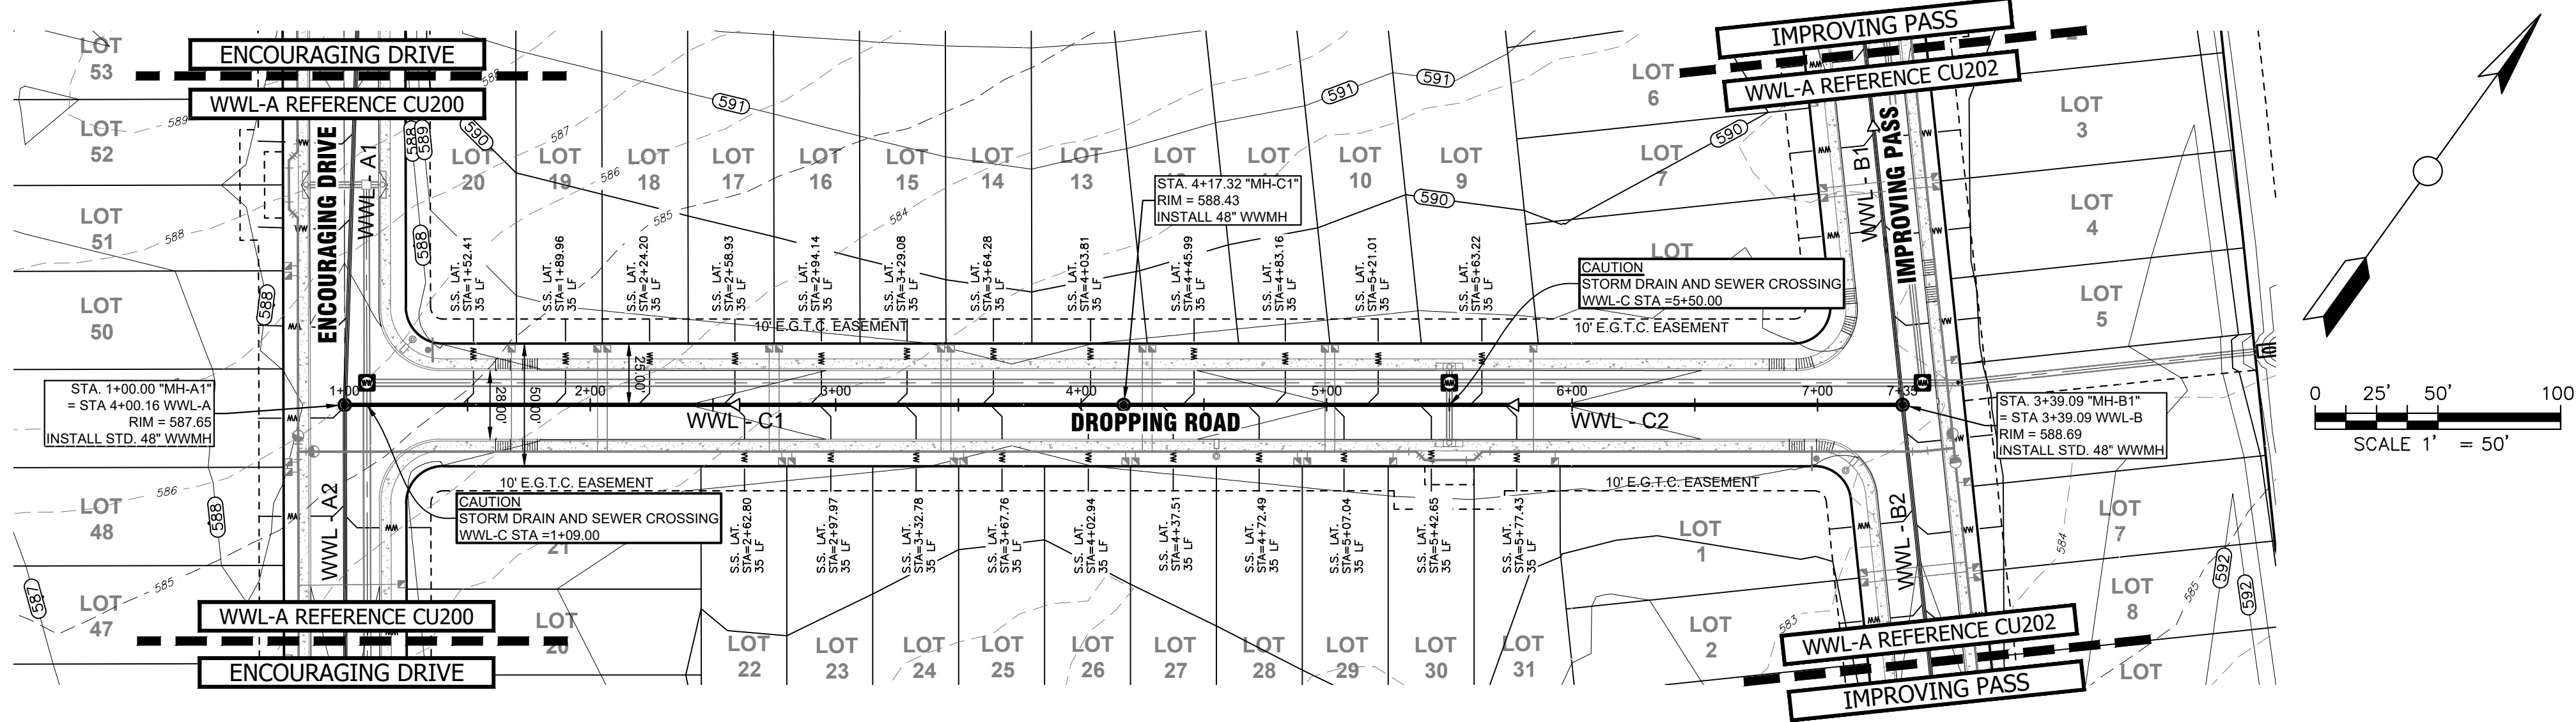 ENCOURAGING DRIVE
WWL-A REFERENCE CU200
IMPROVING PASS
WWL-A REFERENCE CU202
LOT
53
LOT
52
LOT
51
LOT
50
LOT
48
LOT
47
589
588
588
588
586
585
587
ENCOURAGING DRIVE
WWL - A1
WWL - A2
588
589
588
588
590
587
586
585
584
591
591
591
590
590
LOT
20
LOT
19
LOT
18
LOT
17
LOT
16
LOT
15
LOT
14
LOT
13
LOT
10
LOT
9
LOT
6
LOT
7
LOT
LOT
3
LOT
4
LOT
5
STA. 4+17.32 "MH-C1"
RIM = 588.43
INSTALL 48" WWMH
S.S. LAT.
STA=1+52.41
35 LF
S.S. LAT.
STA=1+89.96
35 LF
S.S. LAT.
STA=2+24.20
35 LF
S.S. LAT.
STA=2+58.93
35 LF
S.S. LAT.
STA=2+94.14
35 LF
S.S. LAT.
STA=3+29.08
35 LF
S.S. LAT.
STA=3+64.28
35 LF
S.S. LAT.
STA=4+03.81
35 LF
S.S. LAT.
STA=4+45.99
35 LF
S.S. LAT.
STA=4+83.16
35 LF
S.S. LAT.
STA=5+21.01
35 LF
S.S. LAT.
STA=5+63.22
35 LF
CAUTION
STORM DRAIN AND SEWER CROSSING
WWL-C STA =5+50.00
10' E.G.T.C. EASEMENT
10' E.G.T.C. EASEMENT
WWL - B1
IMPROVING PASS
STA. 1+00.00 "MH-A1"
= STA 4+00.16 WWL-A
RIM = 587.65
INSTALL STD. 48" WWMH
1+00
2+00
3+00
4+00
5+00
6+00
7+00
7+35
28.00'
50.00'
25.00'
WWL - C1
DROPPING ROAD
WWL - C2
STA. 3+39.09 "MH-B1"
= STA 3+39.09 WWL-B
RIM = 588.69
INSTALL STD. 48" WWMH
10' E.G.T.C. EASEMENT
10' E.G.T.C. EASEMENT
CAUTION
STORM DRAIN AND SEWER CROSSING
WWL-C STA =1+09.00
21
LOT
20
S.S. LAT.
STA=2+62.80
35 LF
S.S. LAT.
STA=2+97.97
35 LF
S.S. LAT.
STA=3+32.78
35 LF
S.S. LAT.
STA=3+67.76
35 LF
S.S. LAT.
STA=4+02.94
35 LF
S.S. LAT.
STA=4+37.51
35 LF
S.S. LAT.
STA=4+72.49
35 LF
S.S. LAT.
STA=5+07.04
35 LF
S.S. LAT.
STA=5+42.65
35 LF
S.S. LAT.
STA=5+77.43
35 LF
LOT
22
LOT
23
LOT
24
LOT
25
LOT
26
LOT
27
LOT
28
LOT
29
LOT
30
LOT
31
LOT
1
LOT
2
LOT
7
LOT
8
LOT
WWL - B2
583
584
585
592
592
WWL-A REFERENCE CU200
ENCOURAGING DRIVE
WWL-A REFERENCE CU202
IMPROVING PASS
0 25' 50' 100
SCALE 1' = 50'